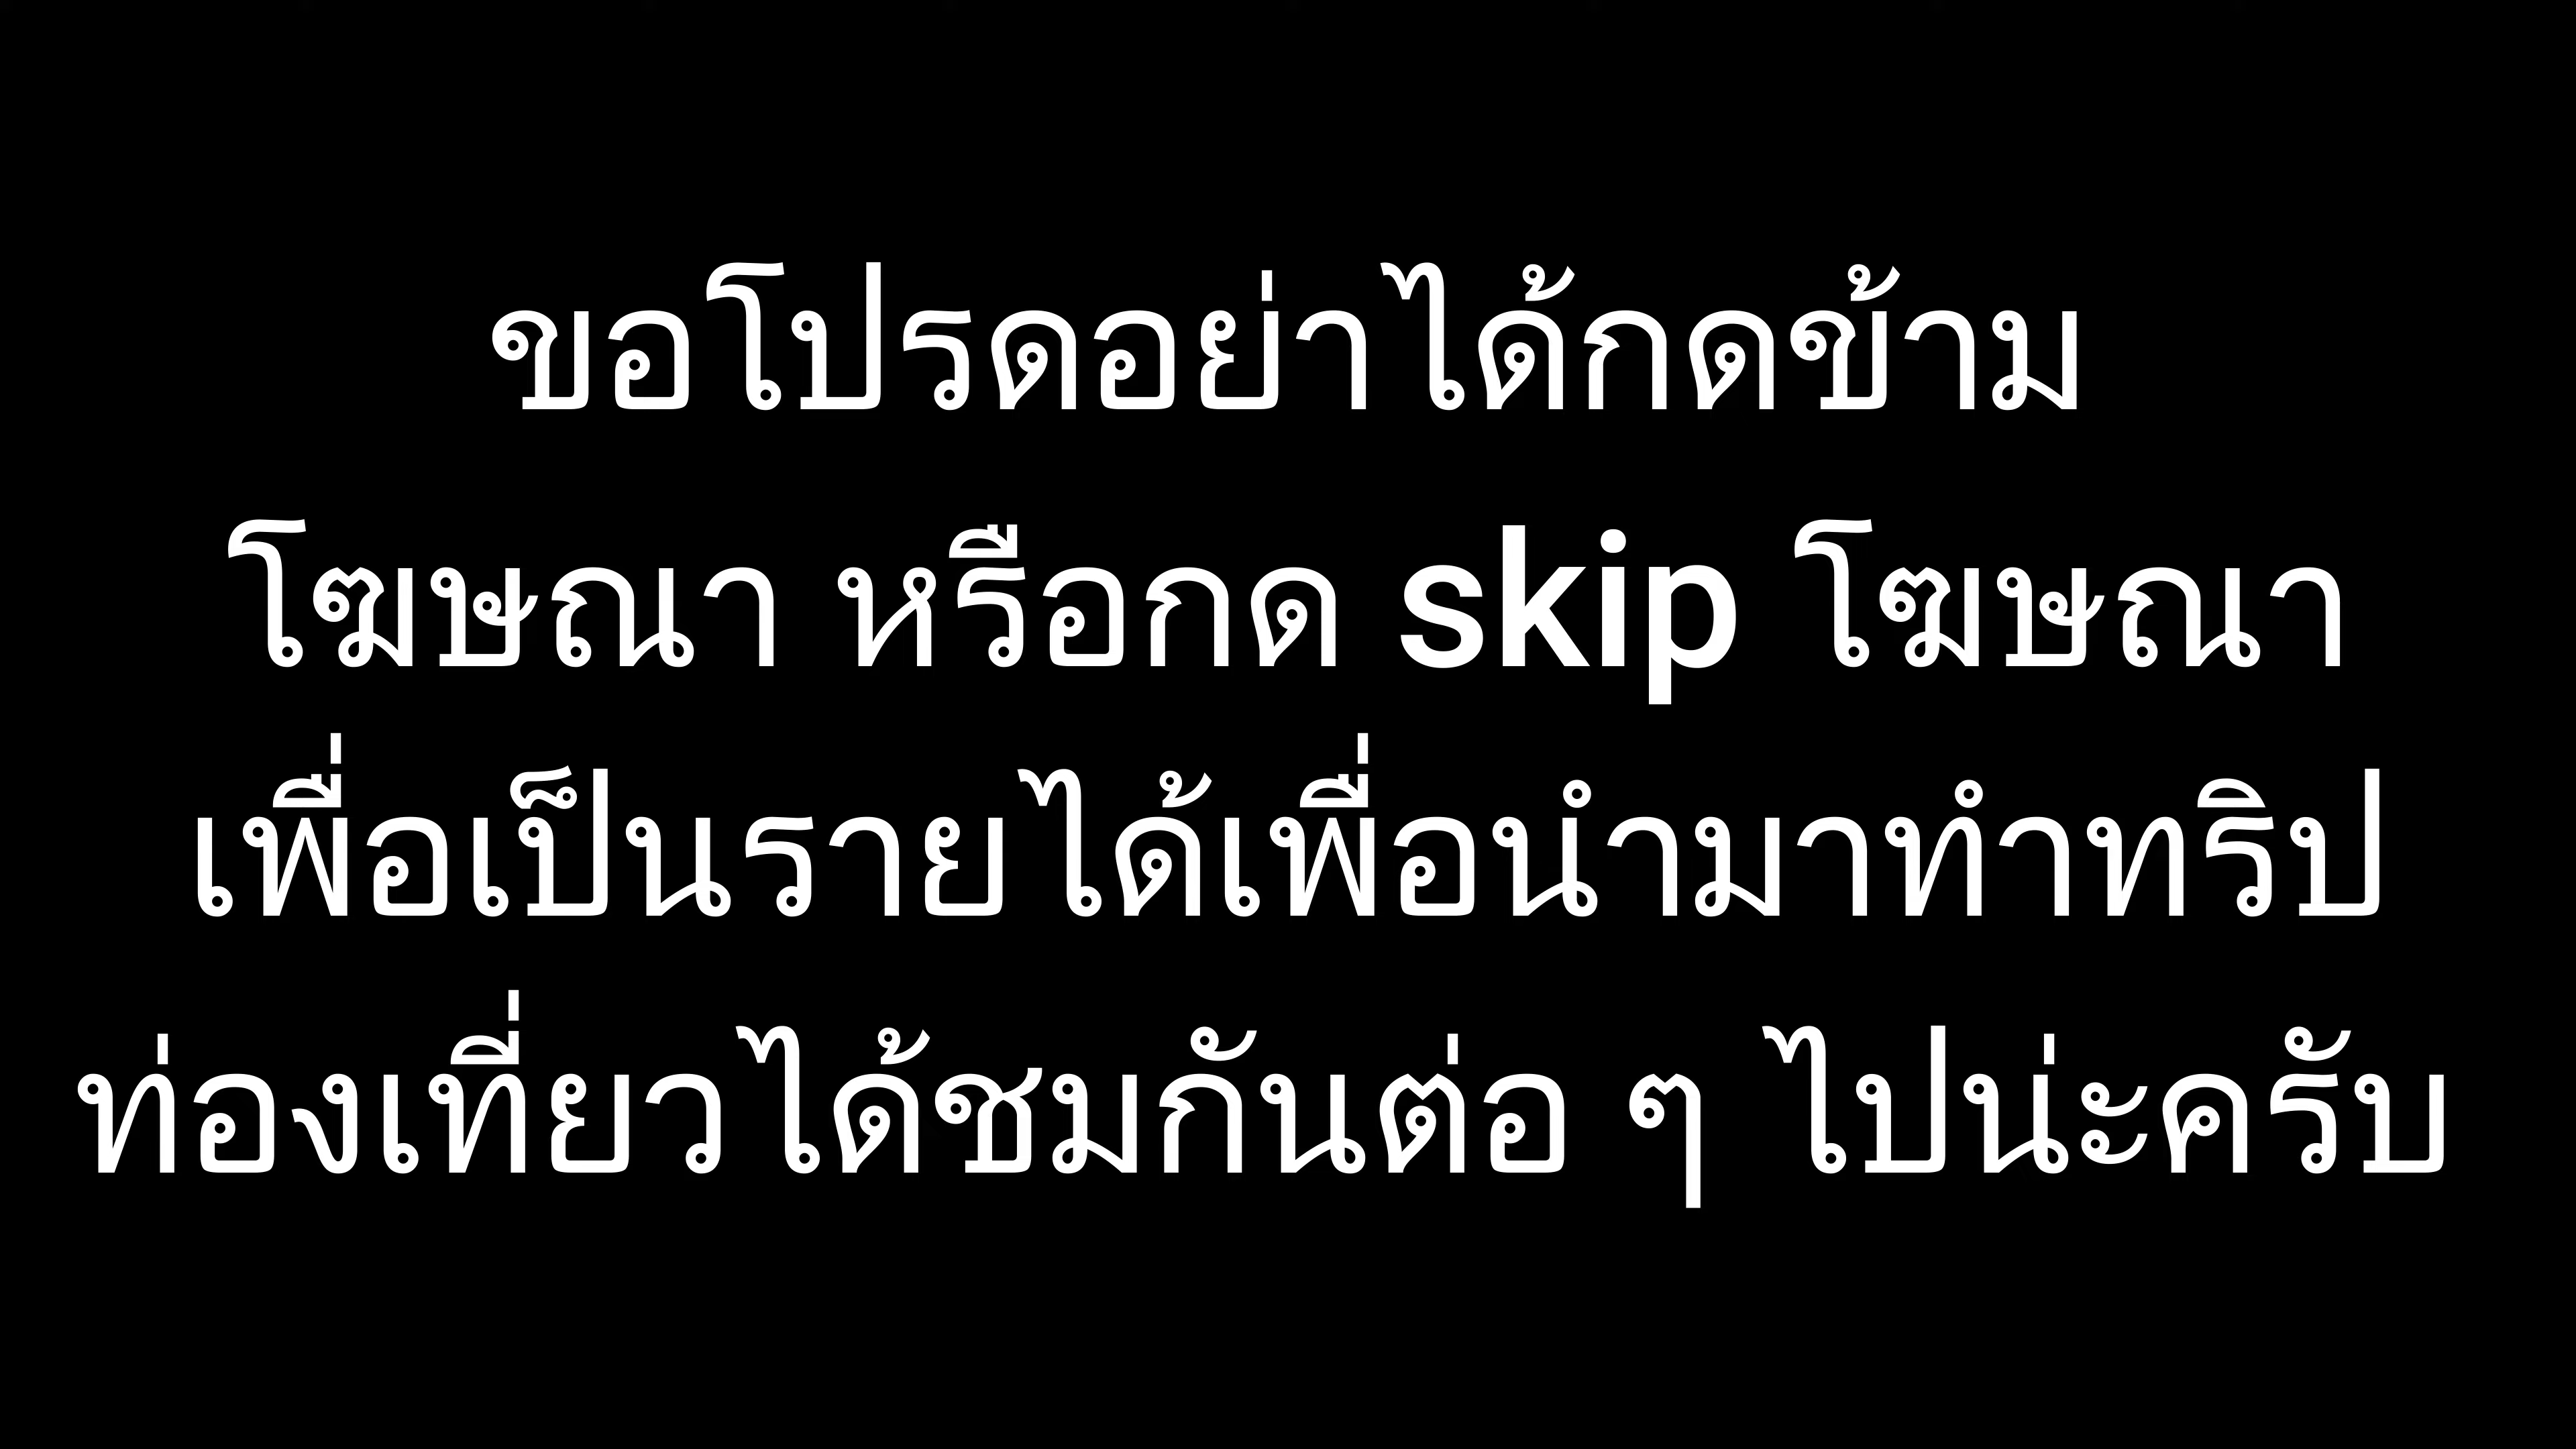 ขอโปรดอย่าได้กดข้าม
โฆษณา หรือกด skip โฆษณา
เพื่อเป็นรายได้เพื่อนำมาทำทริป
ท่องเที่ยวได้ชมกันต่อ ๆ ไปน่ะครับ